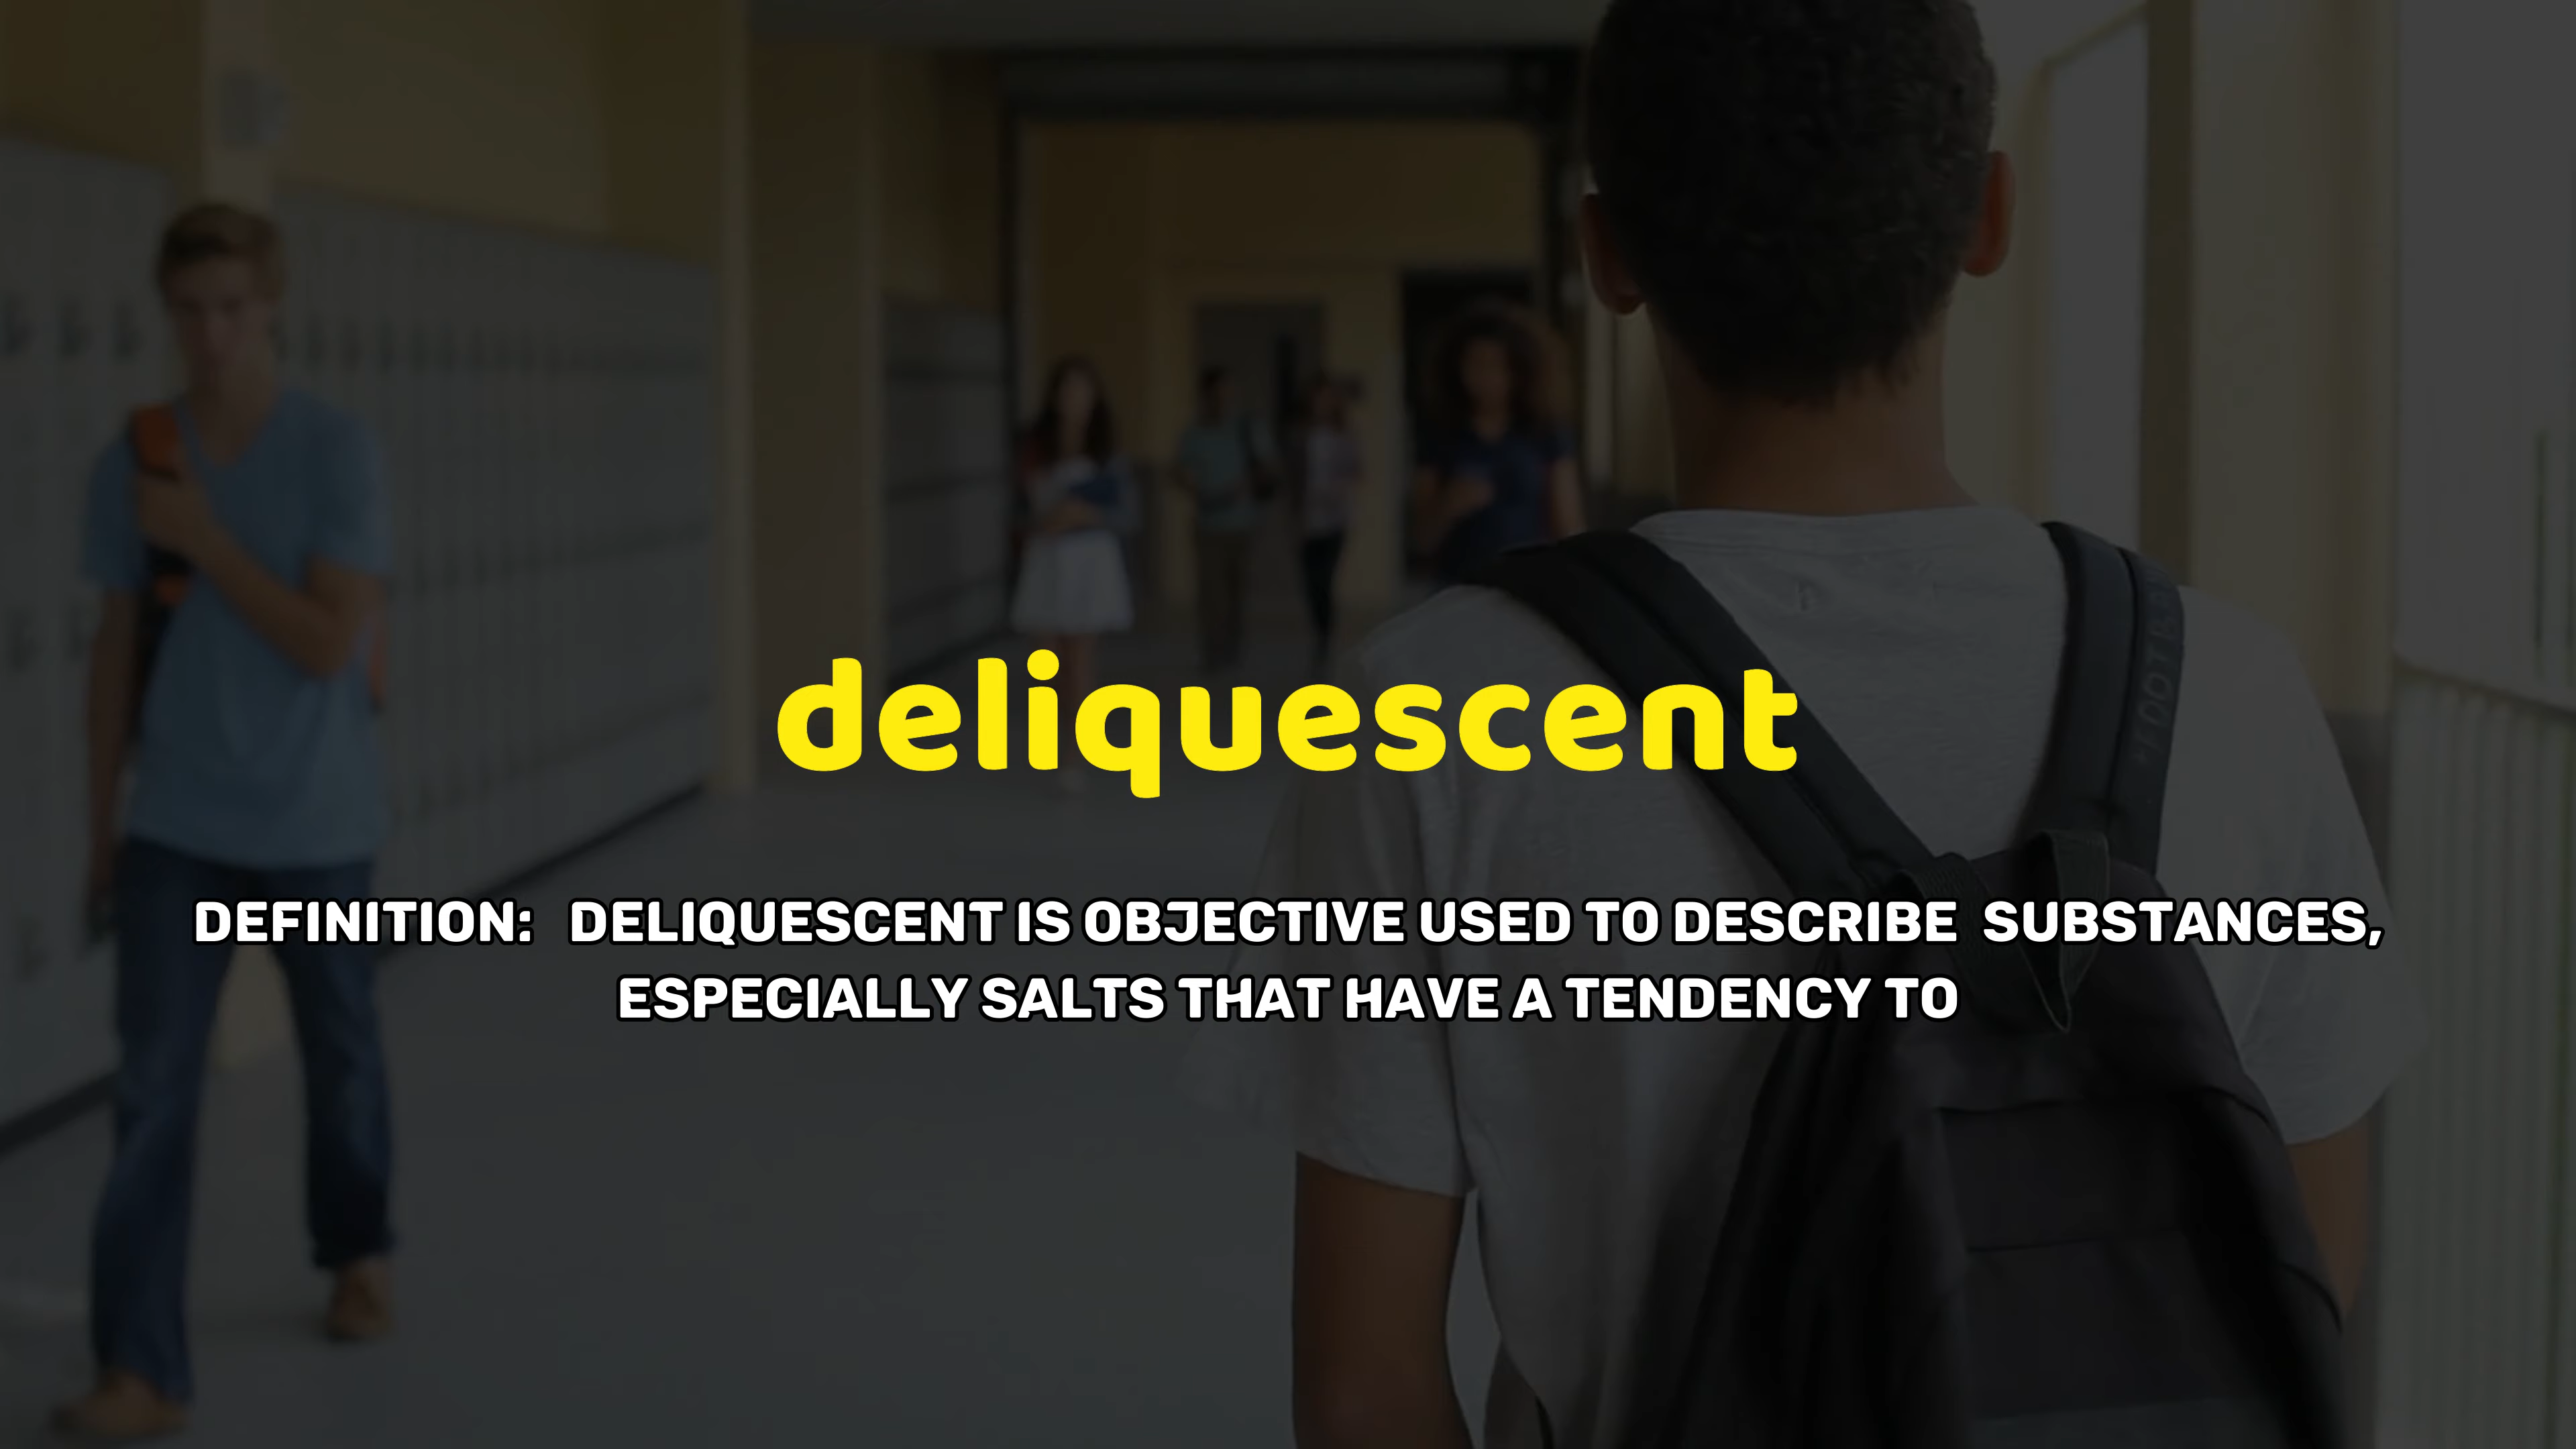 deliquescent
DEFINITION: DELIQUESCENT IS OBJECTIVE USED TO DESCRIBE SUBSTANCES,
ESPECIALLY SALTS THAT HAVE A TENDENCY TO